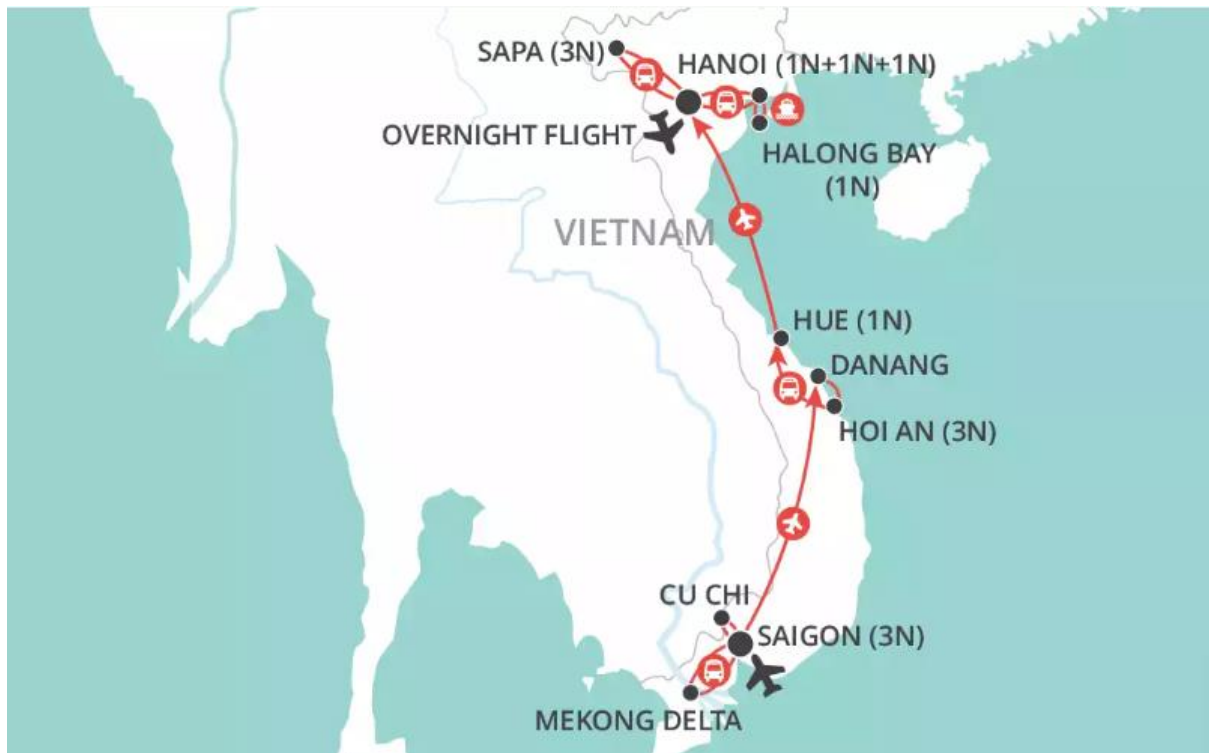 SAPA (3N)
HANOI (1N+1N+1N)
OVERNIGHT FLIGHT
HALONG BAY
(1N)
VIETNAM
HUE (1N)
DANANG
HOI AN (3N)
CU CHI
SAIGON (3N)
MEKONG DELTA